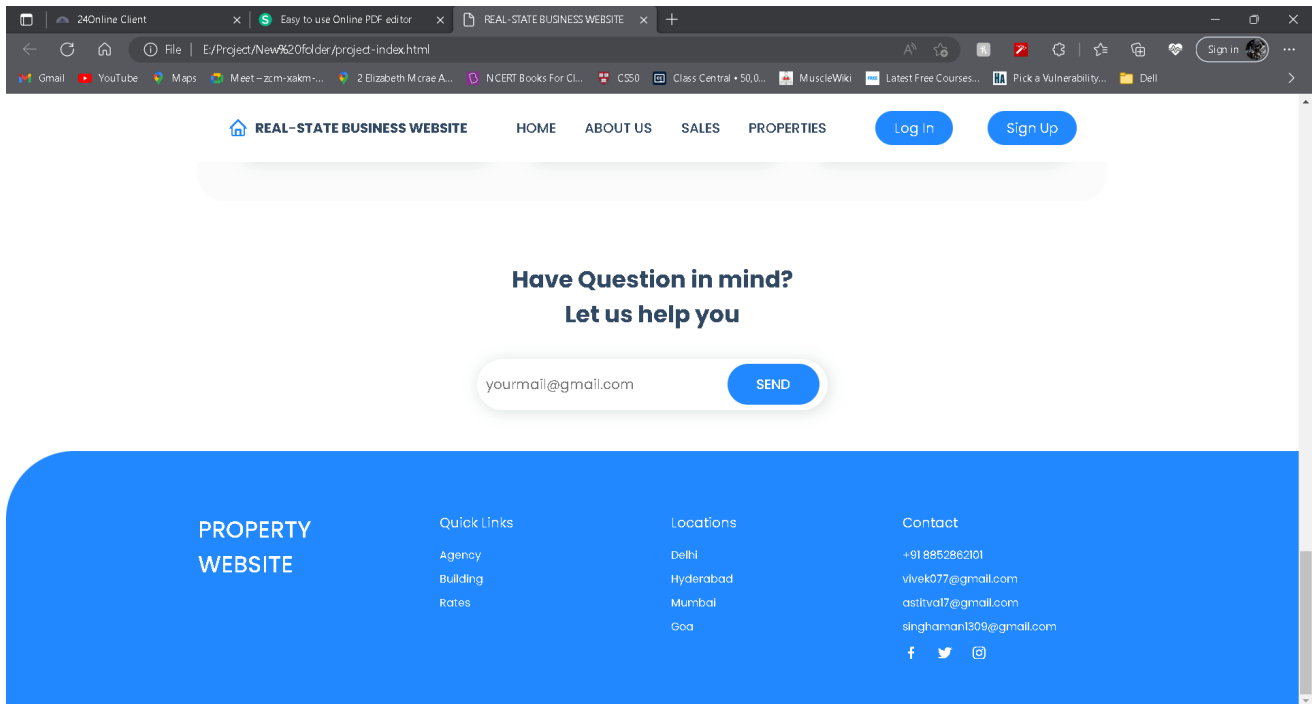 24Online Client
Easy to use Online PDF editor
REAL-STATE BUSINESS WEBSITE
File | E:/Project/New%20folder/project-index.html
Sign in
Gmail YouTube Maps Meet – zcm-xakm-... 2 Elizabeth Mcrae A... NCERT Books For Cl... CS50 Class Central • 50,0... MuscleWiki Latest Free Courses... Pick a Vulnerability... Dell
REAL-STATE BUSINESS WEBSITE HOME ABOUT US SALES PROPERTIES Log In Sign Up
Have Question in mind?
Let us help you
yourmail@gmail.com SEND
PROPERTY
WEBSITE
Quick Links
Agency
Building
Rates
Locations
Delhi
Hyderabad
Mumbai
Goa
Contact
+91 8852862101
vivek077@gmail.com
astitva17@gmail.com
singhaman1309@gmail.com